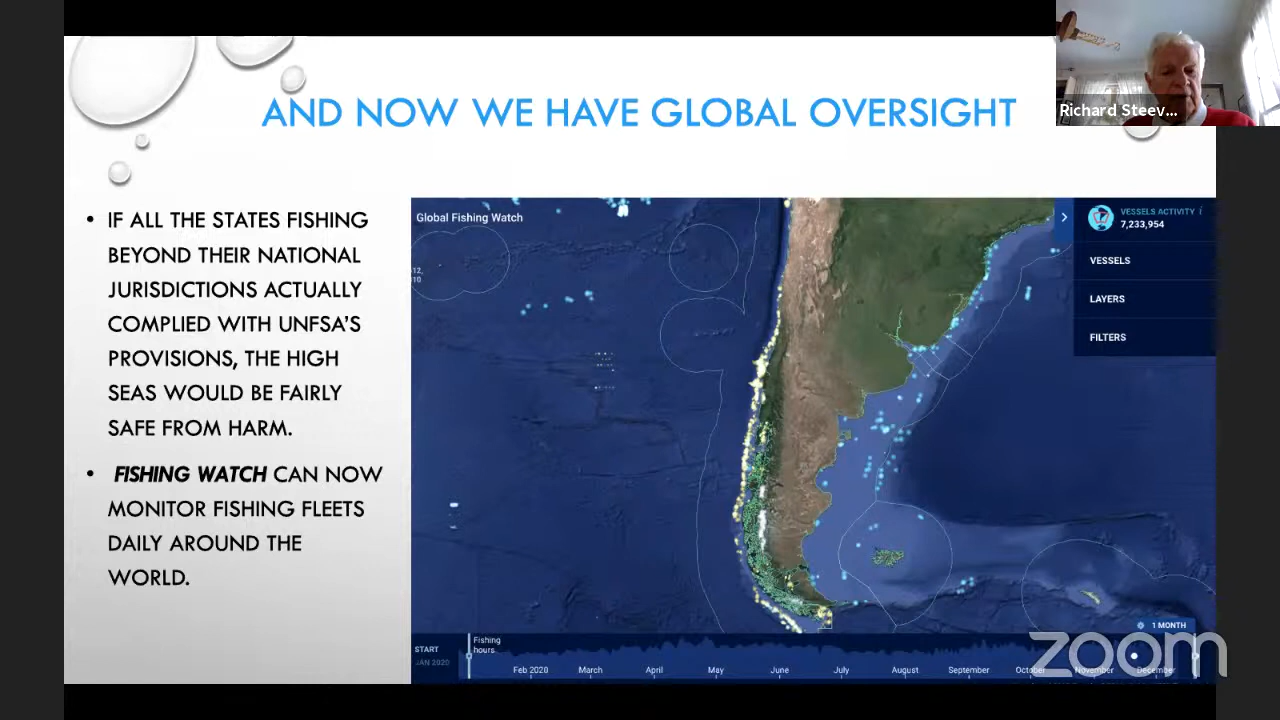 AND NOW WE HAVE GLOBAL OVERSIGHT
Richard Steev...
• IF ALL THE STATES FISHING
BEYOND THEIR NATIONAL
JURISDICTIONS ACTUALLY
COMPLIED WITH UNFSA'S
PROVISIONS, THE HIGH
SEAS WOULD BE FAIRLY
SAFE FROM HARM.
• FISHING WATCH CAN NOW
MONITOR FISHING FLEETS
DAILY AROUND THE
WORLD.
Global Fishing Watch
12,
10
VESSELS ACTIVITY i
7,233,954
VESSELS
LAYERS
FILTERS
1 MONTH
Fishing
hours
START
JAN 2020
Feb 2020 March April May June July August September October November December
zoom